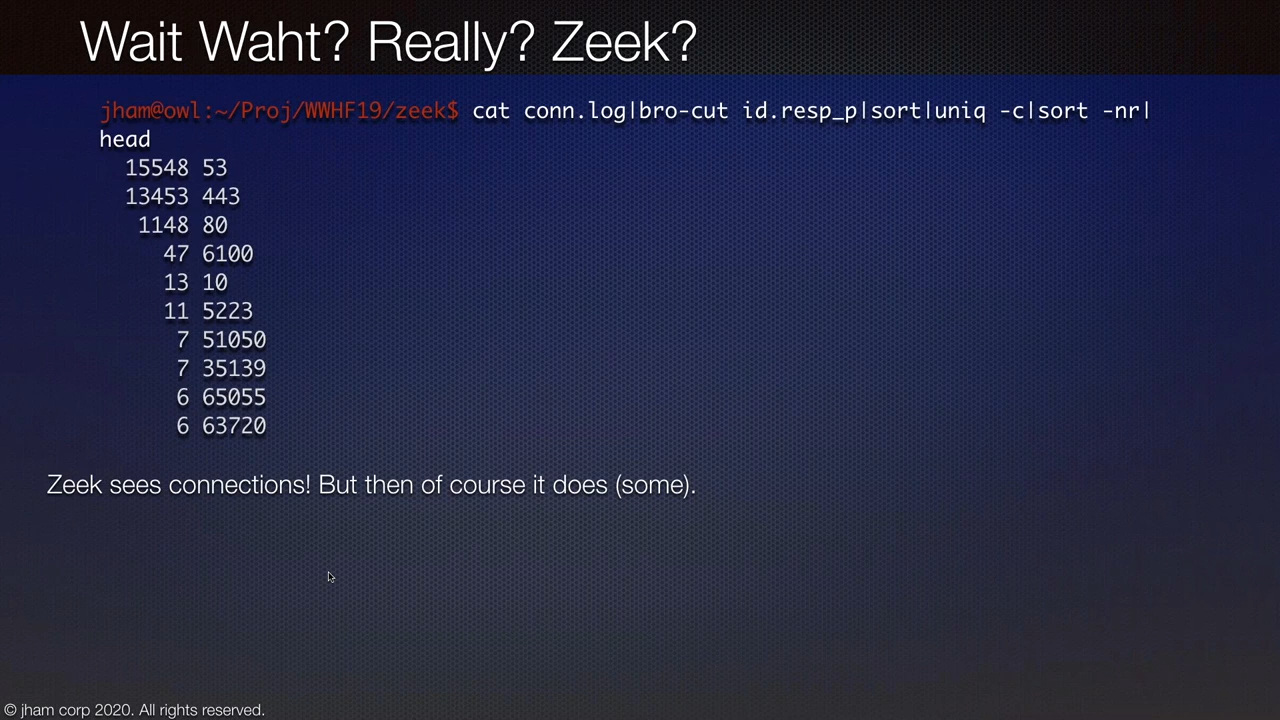 Wait Waht? Really? Zeek?
jham@owl:~/Proj/WWHF19/zeek$ cat conn.log|bro-cut id.resp_p|sort|uniq -c|sort -nr|
head
15548 53
13453 443
1148 80
47 6100
13 10
11 5223
7 51050
7 35139
6 65055
6 63720
Zeek sees connections! But then of course it does (some).
© jham corp 2020. All rights reserved.